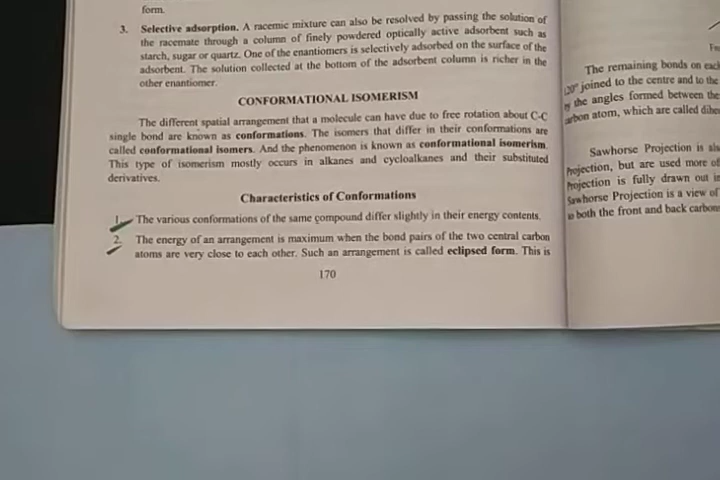 form.
3. Selective adsorption. A racemic mixture can also be resolved by passing the solution of
the racemate through a column of finely powdered optically active adsorbent such as
starch, sugar or quartz. One of the enantiomers is selectively adsorbed on the surface of the
adsorbent. The solution collected at the bottom of the adsorbent column is richer in the
other enantiomer.
CONFORMATIONAL ISOMERISM
The different spatial arrangement that a molecule can have due to free rotation about C-C
single bond are known as conformations. The isomers that differ in their conformations are
called conformational isomers. And the phenomenon is known as conformational isomerism.
This type of isomerism mostly occurs in alkanes and cycloalkanes and their substituted
derivatives.
Characteristics of Conformations
1. The various conformations of the same compound differ slightly in their energy contents.
2. The energy of an arrangement is maximum when the bond pairs of the two central carbon
atoms are very close to each other. Such an arrangement is called eclipsed form. This is
170
The remaining bonds on each
120° joined to the centre and to the
the angles formed between the
carbon atom, which are called
Sawhorse Projection is
Projection, but are used more
Projection is fully drawn out
Sawhorse Projection is a view of
both the front and back